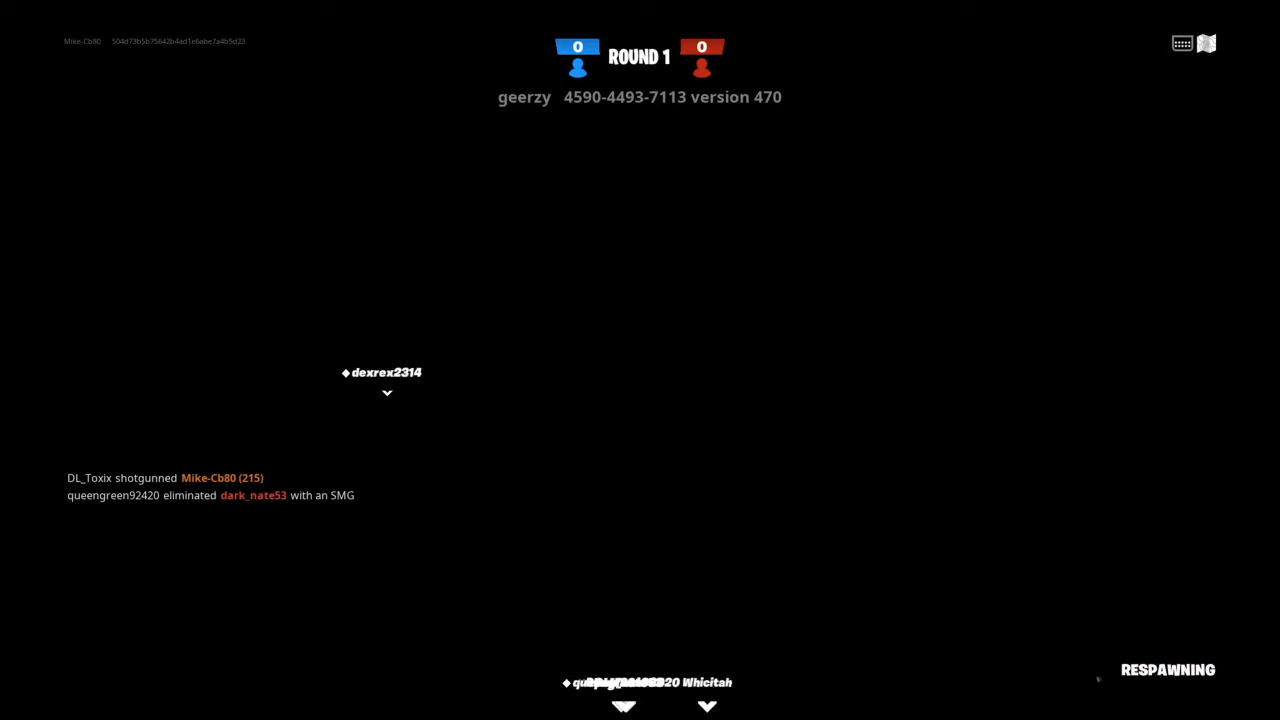 Mike-Cb80 504d73b5b75642b4ad1e6abe7a4b5d23
0 ROUND 1 0
geerzy 4590-4493-7113 version 470
dexrex2314
DL_Toxix shotgunned Mike-Cb80 (215)
queengreen92420 eliminated dark_nate53 with an SMG
RESPAWNING
Whicitah